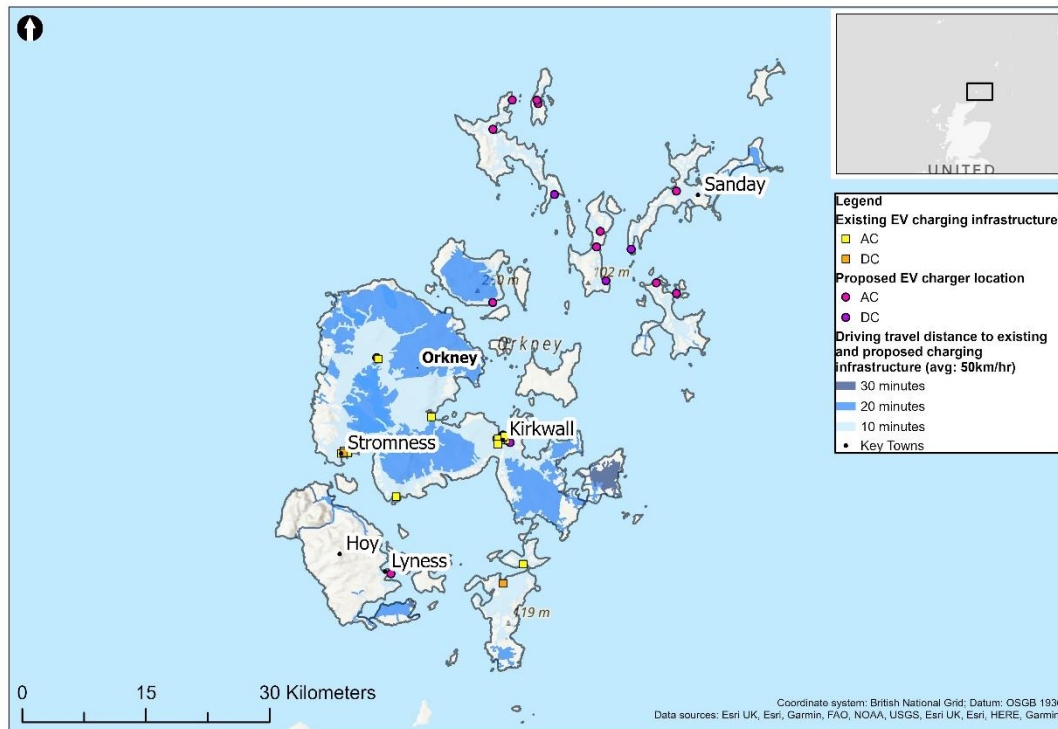 UNITED
Sanday
220 m
102 m
Orkney
Orkney
Kirkwall
Stromness
Hoy
Lyness
119 m
0 15 30 Kilometers
Legend
Existing EV charging infrastructure
AC
DC
Proposed EV charger location
AC
DC
Driving travel distance to existing
and proposed charging
infrastructure (avg: 50km/hr)
30 minutes
20 minutes
10 minutes
Key Towns
Coordinate system: British National Grid; Datum: OSGB 1936
Data sources: Esri UK, Esri, Garmin, FAO, NOAA, USGS, Esri UK, Esri, HERE, Garmin,